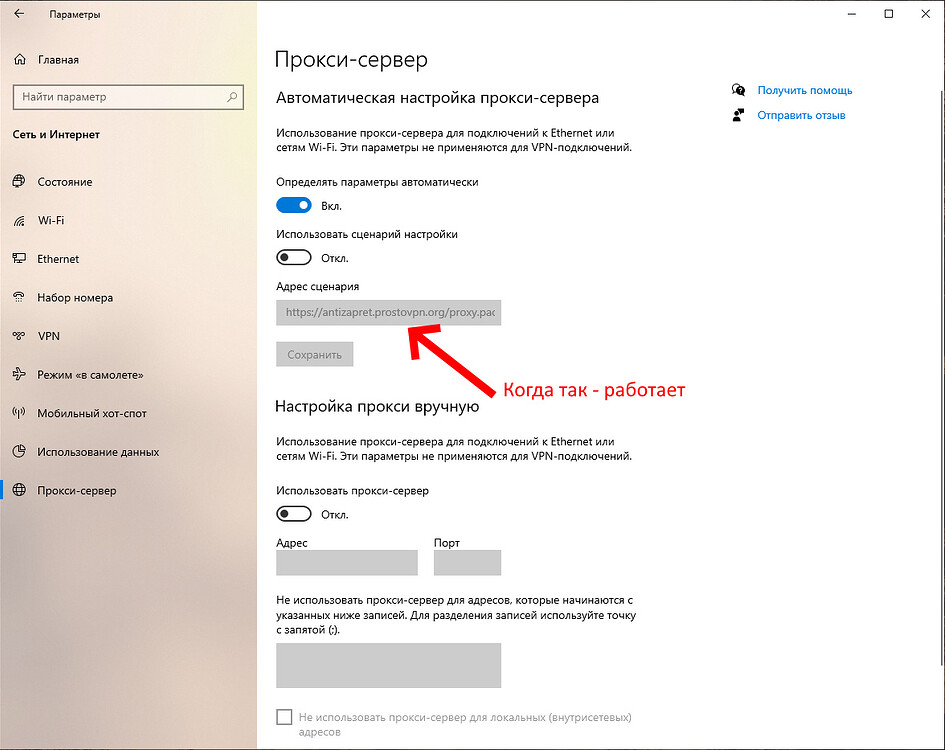 Параметры
Главная
Найти параметр
Сеть и Интернет
Состояние
Wi-Fi
Ethernet
Набор номера
VPN
Режим «в самолете»
Мобильный хот-спот
Использование данных
Прокси-сервер
Прокси-сервер
Автоматическая настройка прокси-сервера
Использование прокси-сервера для подключений к Ethernet или
сетям Wi-Fi. Эти параметры не применяются для VPN-подключений.
Определять параметры автоматически
Вкл.
Использовать сценарий настройки
Откл.
Адрес сценария
https://antizapret.prostovpn.org/proxy.pac
Сохранить
Когда так - работает
Настройка прокси вручную
Использование прокси-сервера для подключений к Ethernet или
сетям Wi-Fi. Эти параметры не применяются для VPN-подключений.
Использовать прокси-сервер
Откл.
Адрес Порт
Не использовать прокси-сервер для адресов, которые начинаются с
указанных ниже записей. Для разделения записей используйте точку
с запятой (;).
Не использовать прокси-сервер для локальных (внутрисетевых)
адресов
Получить помощь
Отправить отзыв